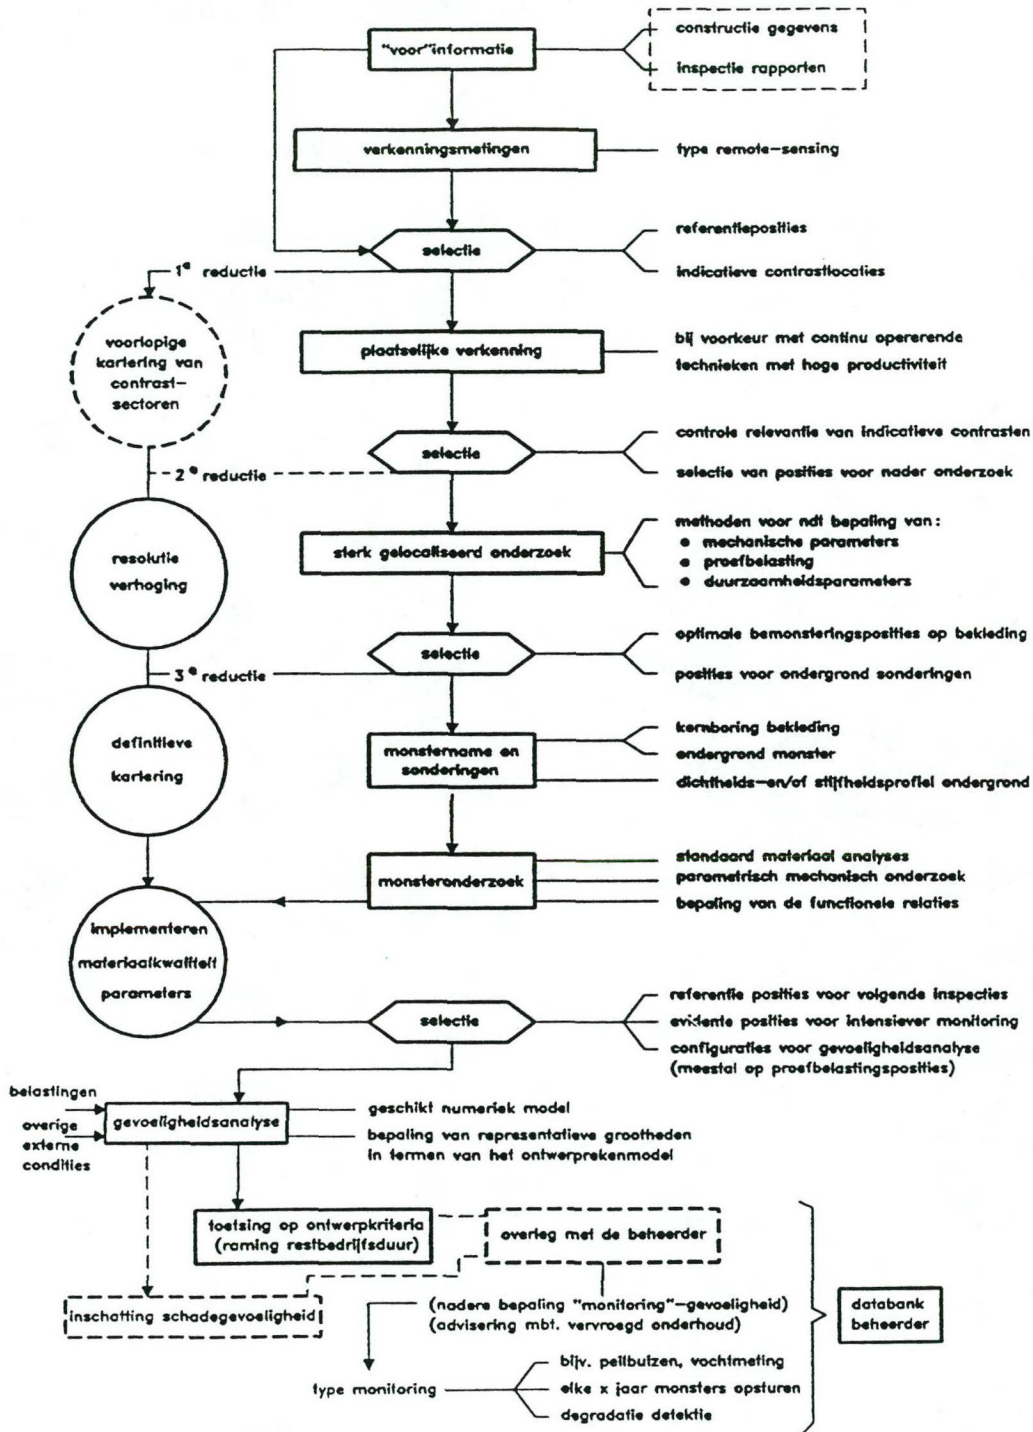 "voor"informatie
constructie gegevens
inspectie rapporten
verkenningsmetingen
type remote-sensing
selectie
referentieposities
indicatieve contrastlocaties
1e reductie
voorlopige
kartering van
contrast-
sectoren
plaatselijke verkenning
bij voorkeur met continu opererende
technieken met hoge productiviteit
selectie
controle relevantie van indicatieve contrasten
selectie van posities voor nader onderzoek
2e reductie
resolutie
verhoging
sterk gelocaliseerd onderzoek
methoden voor ndt bepaling van:
• mechanische parameters
• proefbelasting
• duurzaamheidsparameters
selectie
optimale bemonsteringsposities op bekleding
posities voor ondergrond sonderingen
3e reductie
definitieve
kartering
monstername en
sonderingen
kernboring bekleding
ondergrond monster
dichtheids-en/of stijfheidsprofiel ondergrond
monsteronderzoek
standaard materiaal analyses
parametrisch mechanisch onderzoek
bepaling van de functionele relaties
implementeren
materiaalkwaliteit
parameters
selectie
referentie posities voor volgende inspecties
evidente posities voor intensiever monitoring
configuraties voor gevoeligheidsanalyse
(meestal op proefbelastingsposities)
belastingen
overige
externe
condities
gevoeligheidsanalyse
geschikt numeriek model
bepaling van representatieve grootheden
in termen van het ontwerprekenmodel
toetsing op ontwerpkriteria
(raming restbedrijfsduur)
overleg met de beheerder
inschatting schadegevoeligheid
(nadere bepaling "monitoring"-gevoeligheid)
(advisering mbt. vervroegd onderhoud)
databank
beheerder
type monitoring
bijv. peilbuizen, vochtmeting
elke x jaar monsters opsturen
degradatie detektie